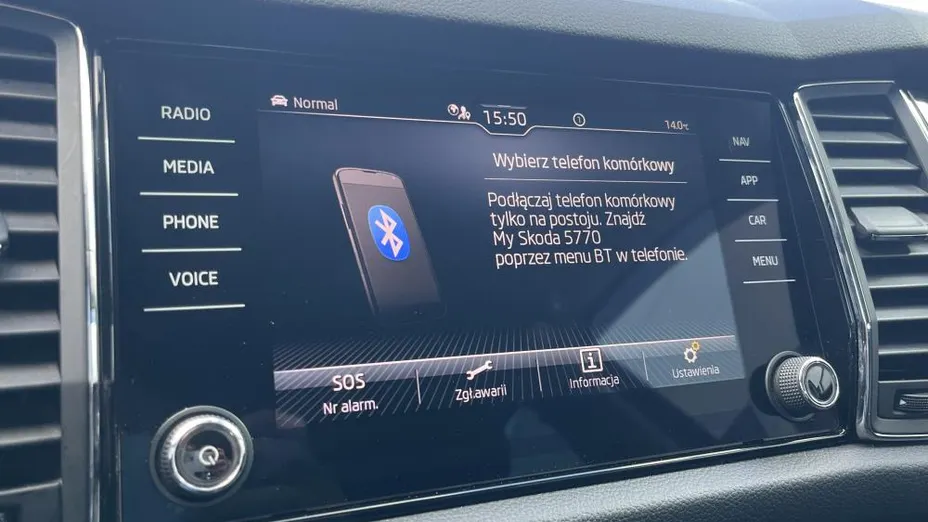 RADIO
MEDIA
PHONE
VOICE
Normal
15:50
14.0°C
Wybierz telefon komórkowy
Podłączaj telefon komórkowy
tylko na postoju. Znajdź
My Skoda 5770
poprzez menu BT w telefonie.
SOS
Nr alarm.
Zgł.awarii
Informacja
Ustawienia
NAV
APP
CAR
MENU